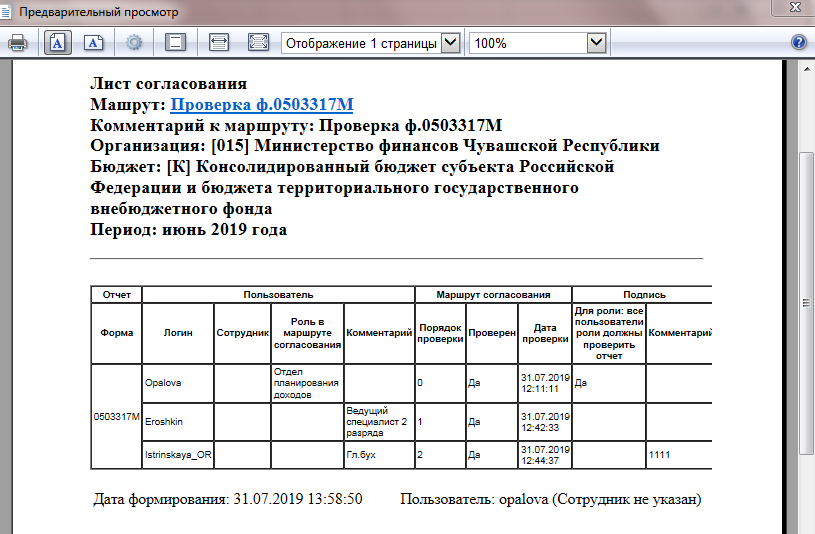 Предварительный просмотр
Отображение 1 страницы 100%
Лист согласования
Машрут: Проверка ф.0503317М
Комментарий к маршруту: Проверка ф.0503317М
Организация: [015] Министерство финансов Чувашской Республики
Бюджет: [К] Консолидированный бюджет субъекта Российской
Федерации и бюджета территориального государственного
внебюджетного фонда
Период: июнь 2019 года
Отчет Пользователь Маршрут согласования Подпись
Форма Логин Сотрудник Роль в маршруте согласования Комментарий Порядок проверки Проверен Дата проверки Для роли: все пользователи роли должны проверить отчет Комментарий
0503317М Opalova Отдел планирования доходов 0 Да 31.07.2019 12:11:11 Да
Eroshkin Ведущий специалист 2 разряда 1 Да 31.07.2019 12:42:33
Istrinskaya_OR Гл.бух 2 Да 31.07.2019 12:44:37 1111
Дата формирования: 31.07.2019 13:58:50 Пользователь: opalova (Сотрудник не указан)